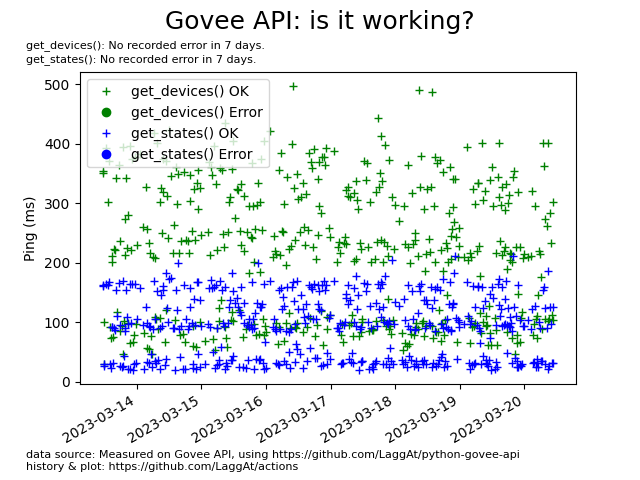 Govee API: is it working?
get_devices(): No recorded error in 7 days.
get_states(): No recorded error in 7 days.
get_devices() OK
get_devices() Error
get_states() OK
get_states() Error
Ping (ms)
500
400
300
200
100
0
2023-03-14
2023-03-15
2023-03-16
2023-03-17
2023-03-18
2023-03-19
2023-03-20
data source: Measured on Govee API, using https://github.com/LaggAt/python-govee-api
history & plot: https://github.com/LaggAt/actions